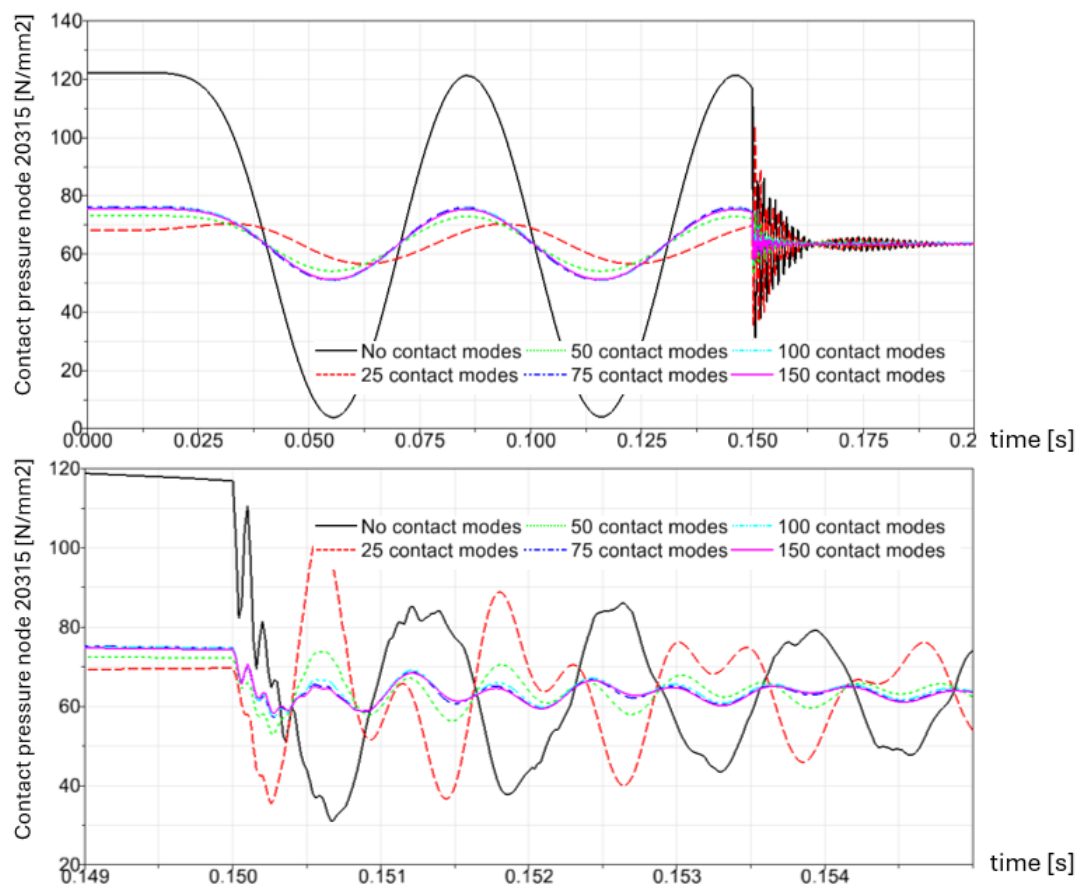 Contact pressure node 20315 [N/mm2]
140
120
100
80
60
40
20
0
No contact modes 50 contact modes 100 contact modes
25 contact modes 75 contact modes 150 contact modes
0.000 0.025 0.050 0.075 0.100 0.125 0.150 0.175 0.2
time [s]
Contact pressure node 20315 [N/mm2]
120
100
80
60
40
20
No contact modes 50 contact modes 100 contact modes
25 contact modes 75 contact modes 150 contact modes
0.149 0.150 0.151 0.152 0.153 0.154
time [s]